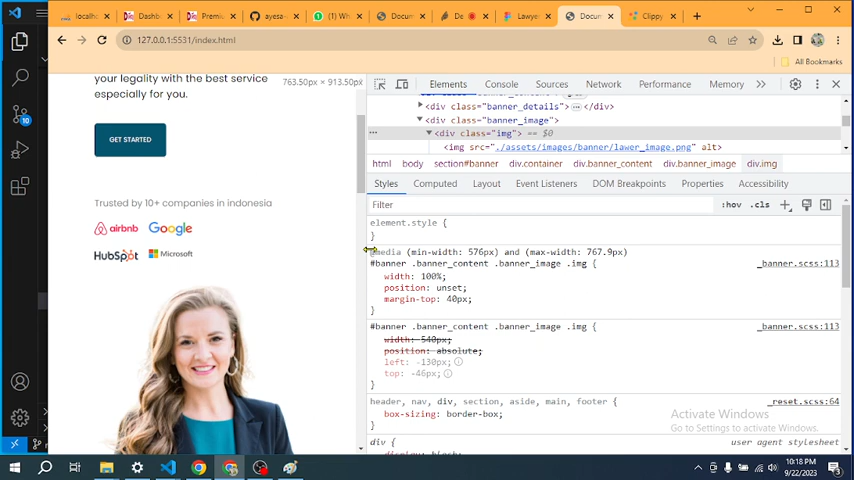 localho
Dashb
Premiu
ayesa-w
(1) Wh
Docum
De
Lawyer
Docum
Clippy
127.0.0.1:5531/index.html
All Bookmarks
your legality with the best service
especially for you.
763.50px × 913.50px
GET STARTED
Trusted by 10+ companies in indonesia
airbnb
Google
HubSpot
Microsoft
Elements
Console
Sources
Network
Performance
Memory
<div class="banner_details"> … </div>
<div class="banner_image">
<div class="img"> == $0
<img src="./assets/images/banner/lawer_image.png" alt>
html
body
section#banner
div.container
div.banner_content
div.banner_image
div.img
Styles
Computed
Layout
Event Listeners
DOM Breakpoints
Properties
Accessibility
Filter
:hov .cls
element.style {
}
@media (min-width: 576px) and (max-width: 767.9px)
#banner .banner_content .banner_image .img {
_banner.scss:113
width: 100%;
position: unset;
margin-top: 40px;
}
#banner .banner_content .banner_image .img {
_banner.scss:113
width: 540px;
position: absolute;
left: -130px;
top: -46px;
}
header, nav, div, section, aside, main, footer {
_reset.scss:64
box-sizing: border-box;
}
Activate Windows
Go to Settings to activate Windows.
div {
user agent stylesheet
10:18 PM
9/22/2023